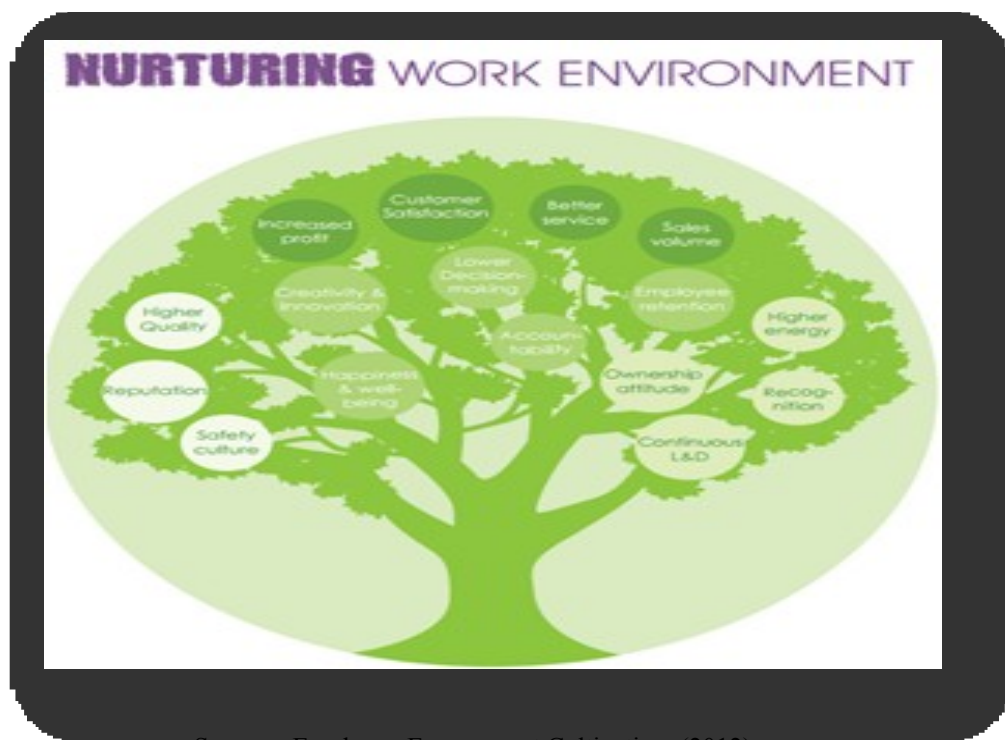 NURTURING WORK ENVIRONMENT
Customer
Satisfaction
Better
service
Increased
profit
Sales
volume
Lower
Decision-
making
Creativity &
innovation
Employee
retention
Higher
Quality
Higher
energy
Accoun-
tability
Happiness
& well-
being
Ownership
attitude
Reputation
Recog-
nition
Safety
culture
Continuous
L&D
(2012)